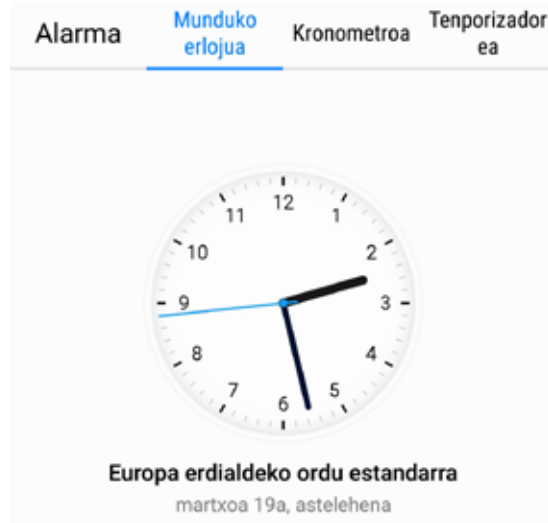 Alarma
Munduko
erlojua
Kronometroa
Tenporizador
ea
12
11
1
10
2
9
3
8
4
7
5
6
Europa erdialdeko ordu estandarra
martxoa 19a, astelehena